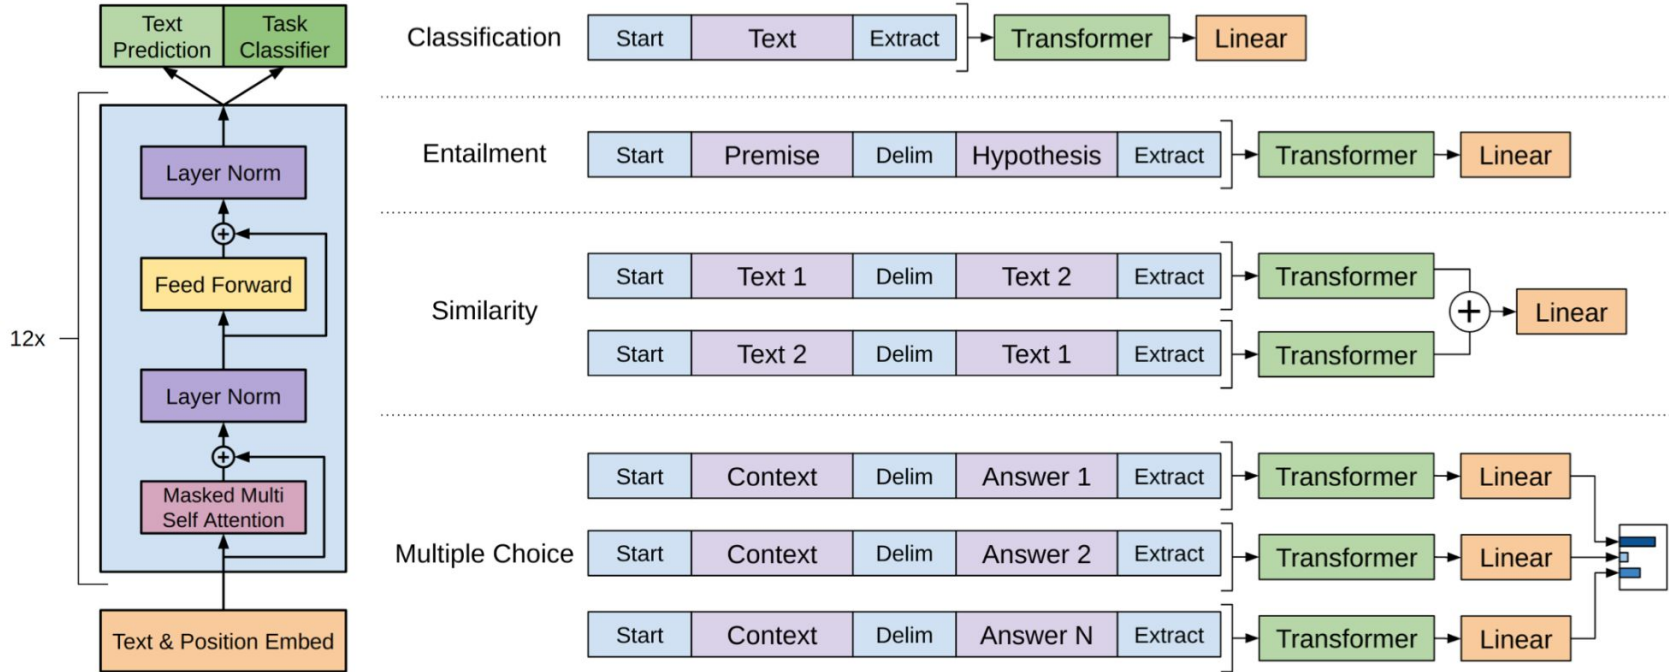 Text
Prediction
Task
Classifier
12x
Layer Norm
Feed Forward
Layer Norm
Masked Multi
Self Attention
Text & Position Embed
Classification
Start Text Extract Transformer Linear
Entailment
Start Premise Delim Hypothesis Extract Transformer Linear
Similarity
Start Text 1 Delim Text 2 Extract Transformer
+ Linear
Start Text 2 Delim Text 1 Extract Transformer
Multiple Choice
Start Context Delim Answer 1 Extract Transformer Linear
Start Context Delim Answer 2 Extract Transformer Linear
Start Context Delim Answer N Extract Transformer Linear